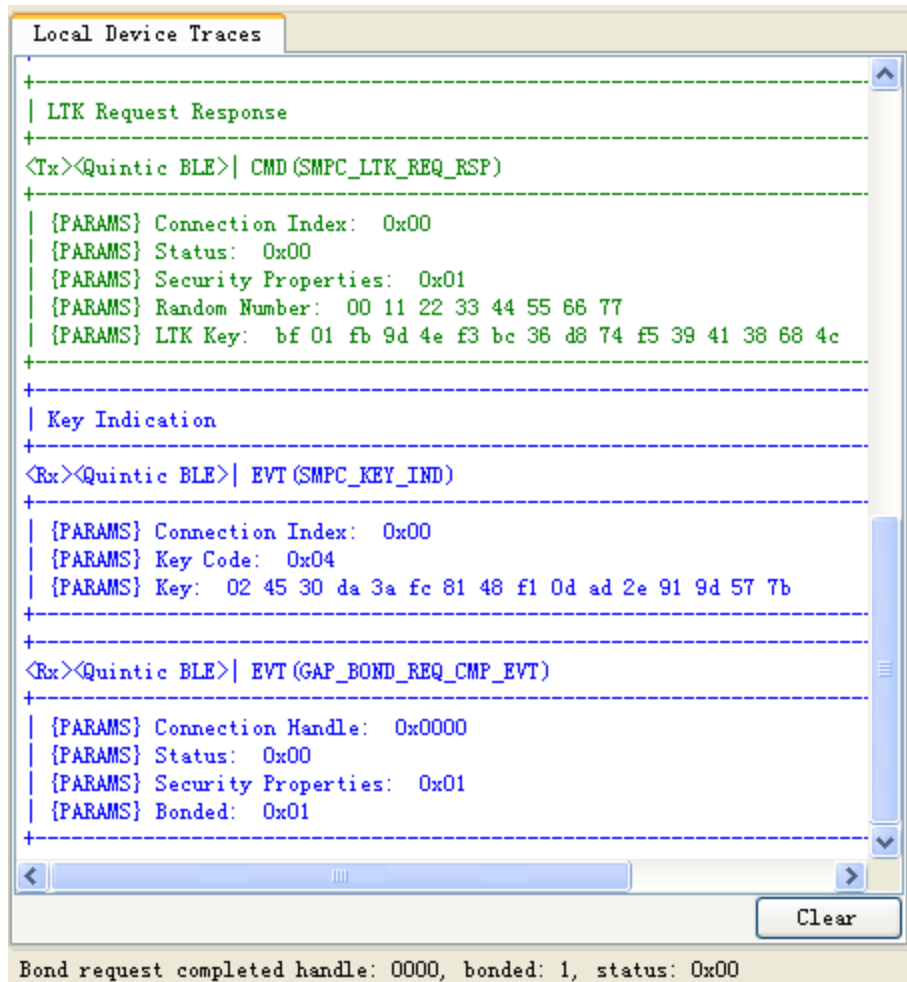 Local Device Traces
+------------------------------------------------------------
| LTK Request Response
+------------------------------------------------------------
<Tx><Quintic BLE>| CMD(SMPC_LTK_REQ_RSP)
+------------------------------------------------------------
| {PARAMS} Connection Index: 0x00
| {PARAMS} Status: 0x00
| {PARAMS} Security Properties: 0x01
| {PARAMS} Random Number: 00 11 22 33 44 55 66 77
| {PARAMS} LTK Key: bf 01 fb 9d 4e f3 bc 36 d8 74 f5 39 41 38 68 4c
+------------------------------------------------------------
+------------------------------------------------------------
| Key Indication
+------------------------------------------------------------
<Rx><Quintic BLE>| EVT(SMPC_KEY_IND)
+------------------------------------------------------------
| {PARAMS} Connection Index: 0x00
| {PARAMS} Key Code: 0x04
| {PARAMS} Key: 02 45 30 da 3a fc 81 48 f1 0d ad 2e 91 9d 57 7b
+------------------------------------------------------------
+------------------------------------------------------------
<Rx><Quintic BLE>| EVT(GAP_BOND_REQ_CMP_EVT)
+------------------------------------------------------------
| {PARAMS} Connection Handle: 0x0000
| {PARAMS} Status: 0x00
| {PARAMS} Security Properties: 0x01
| {PARAMS} Bonded: 0x01
+------------------------------------------------------------
Clear
Bond request completed handle: 0000, bonded: 1, status: 0x00